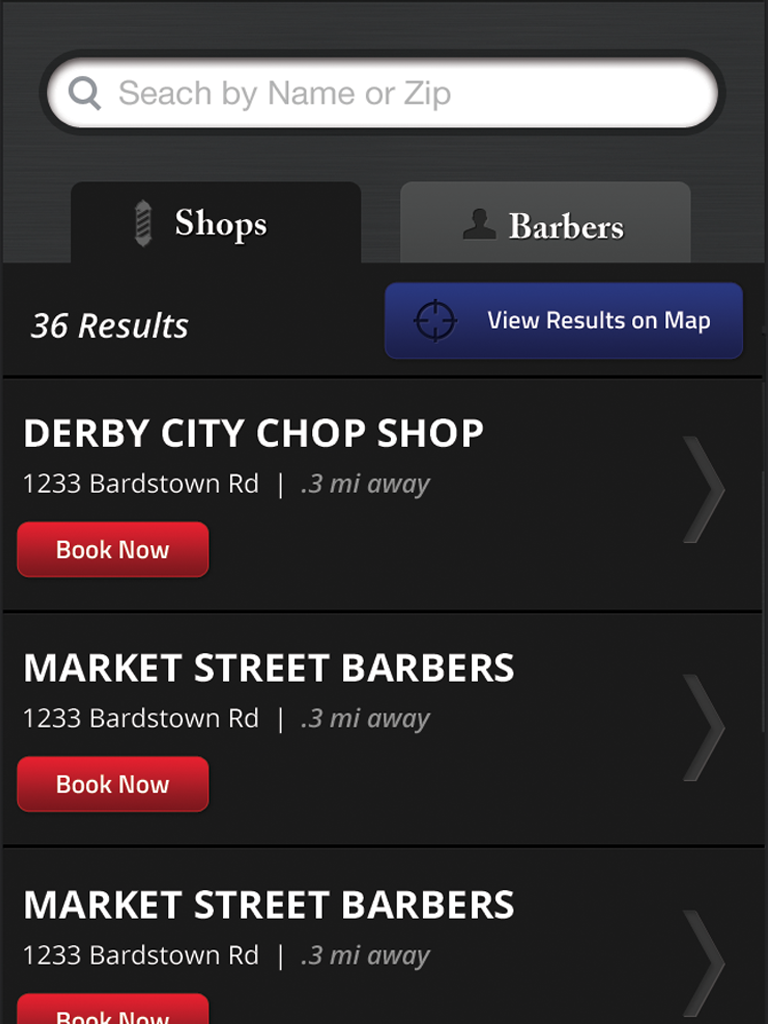 Seach by Name or Zip
Shops
Barbers
36 Results
View Results on Map
DERBY CITY CHOP SHOP
1233 Bardstown Rd | .3 mi away
Book Now
MARKET STREET BARBERS
1233 Bardstown Rd | .3 mi away
Book Now
MARKET STREET BARBERS
1233 Bardstown Rd | .3 mi away
Book Now